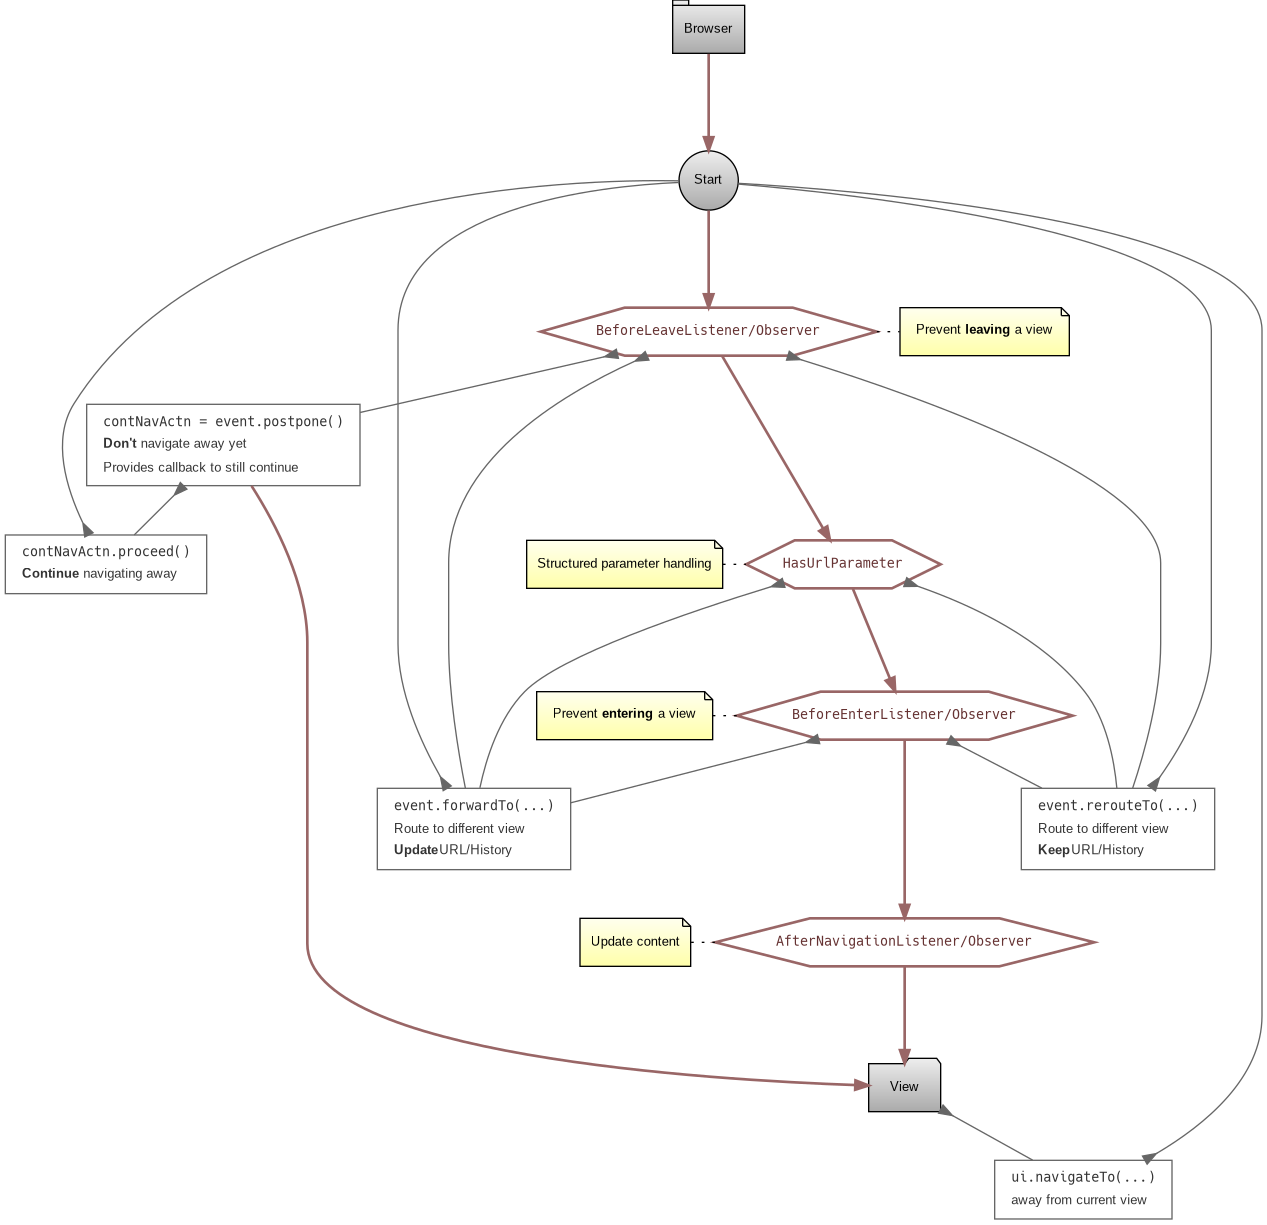 Browser
Start
BeforeLeaveListener/Observer
Prevent leaving a view
contNavActn = event.postpone()
Don't navigate away yet
Provides callback to still continue
contNavActn.proceed()
Continue navigating away
Structured parameter handling
HasUrlParameter
Prevent entering a view
BeforeEnterListener/Observer
event.forwardTo(...)
Route to different view
Update URL/History
event.rerouteTo(...)
Route to different view
Keep URL/History
Update content
AfterNavigationListener/Observer
View
ui.navigateTo(...)
away from current view